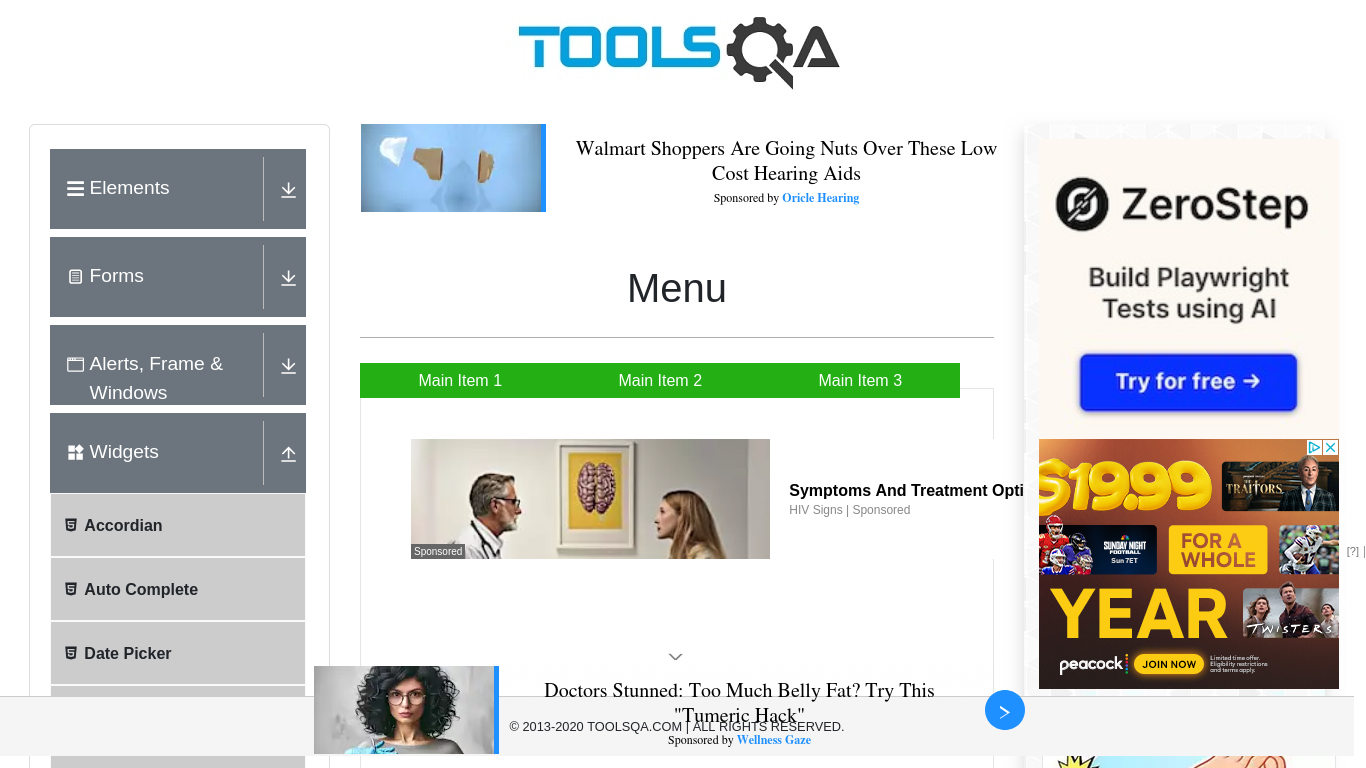 TOOLSQA
Elements
Forms
Alerts, Frame &
Windows
Widgets
Accordian
Auto Complete
Date Picker
Walmart Shoppers Are Going Nuts Over These Low
Cost Hearing Aids
Sponsored by Oricle Hearing
Menu
Main Item 1
Main Item 2
Main Item 3
Sponsored
Symptoms And Treatment Opti
HIV Signs | Sponsored
ZeroStep
Build Playwright
Tests using AI
Try for free →
$19.99
THE
TRAITORS
SUNDAY NIGHT
FOOTBALL
Sun 7ET
FOR A
WHOLE
YEAR
TWISTERS
peacock
JOIN NOW
Limited time offer.
Eligibility restrictions
and terms apply.
[?]
Doctors Stunned: Too Much Belly Fat? Try This
"Tumeric Hack"
© 2013-2020 TOOLSQA.COM | ALL RIGHTS RESERVED.
Sponsored by Wellness Gaze